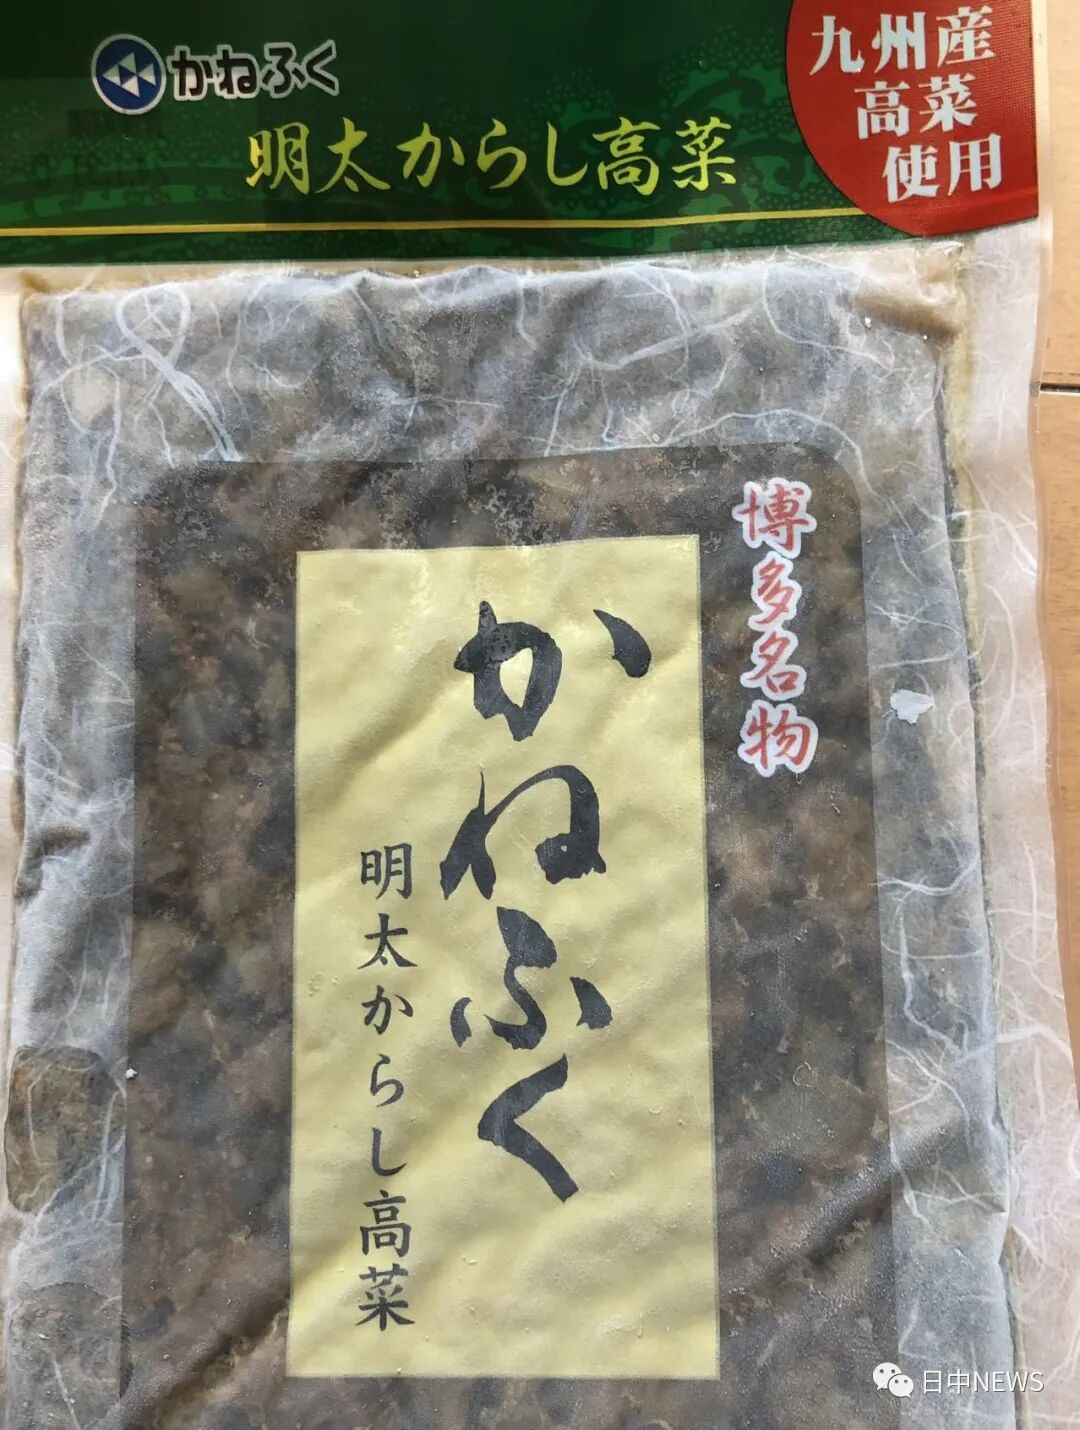 かねふく
明太からし高菜
九州産
高菜
使用
博多名物
かねふく
明太からし高菜
日中NEWS